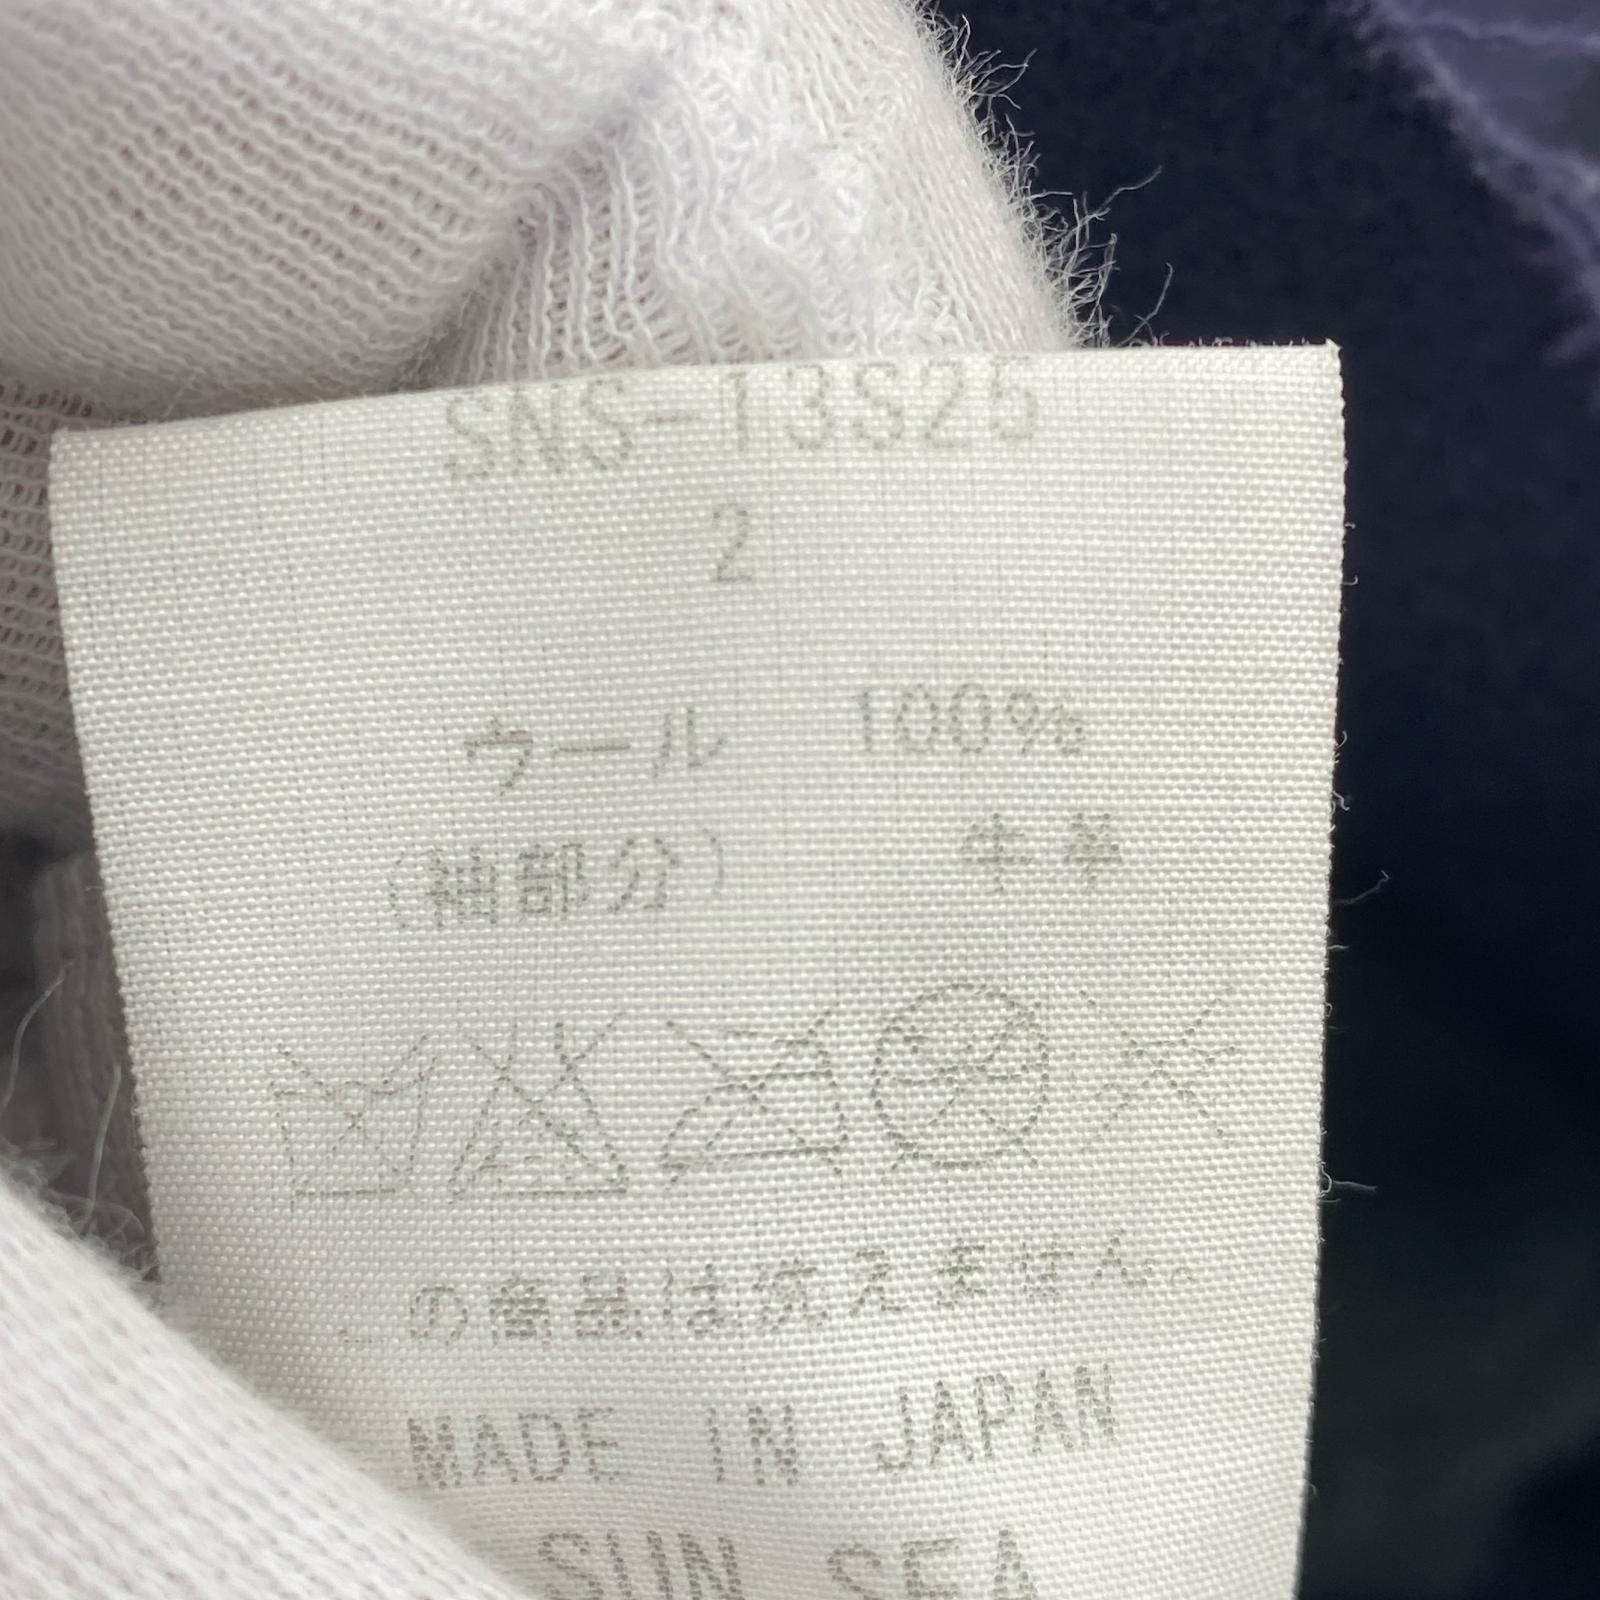 SNS-13S25
2
ウール 100%
(袖部分) 牛革
この商品は洗えません。
MADE IN JAPAN
SUN SEA